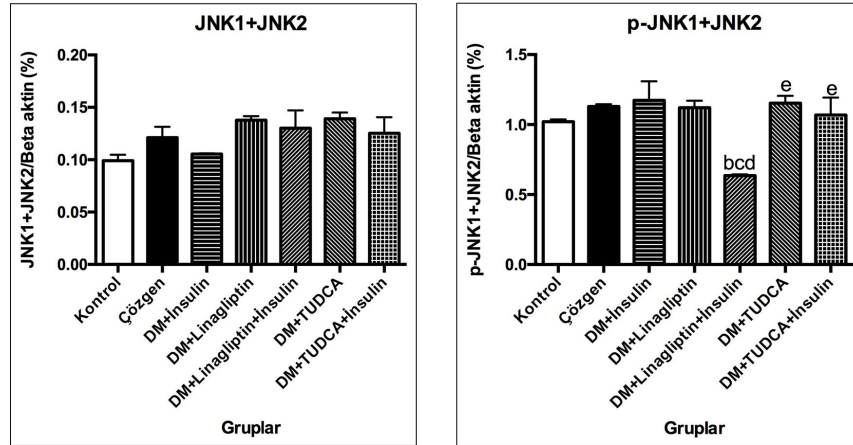 JNK1+JNK2
JNK1+JNK2/Beta aktin (%)
0.20
0.15
0.10
0.05
0.00
Kontrol
Çözgen
DM+İnsulin
DM+Linagliptin
DM+Linagliptin+İnsulin
DM+TUDCA
DM+TUDCA+İnsulin
Gruplar
p-JNK1+JNK2
p-JNK1+JNK2/Beta aktin (%)
1.5
1.0
0.5
0.0
bcd
e
e
Kontrol
Çözgen
DM+İnsulin
DM+Linagliptin
DM+Linagliptin+İnsulin
DM+TUDCA
DM+TUDCA+İnsulin
Gruplar